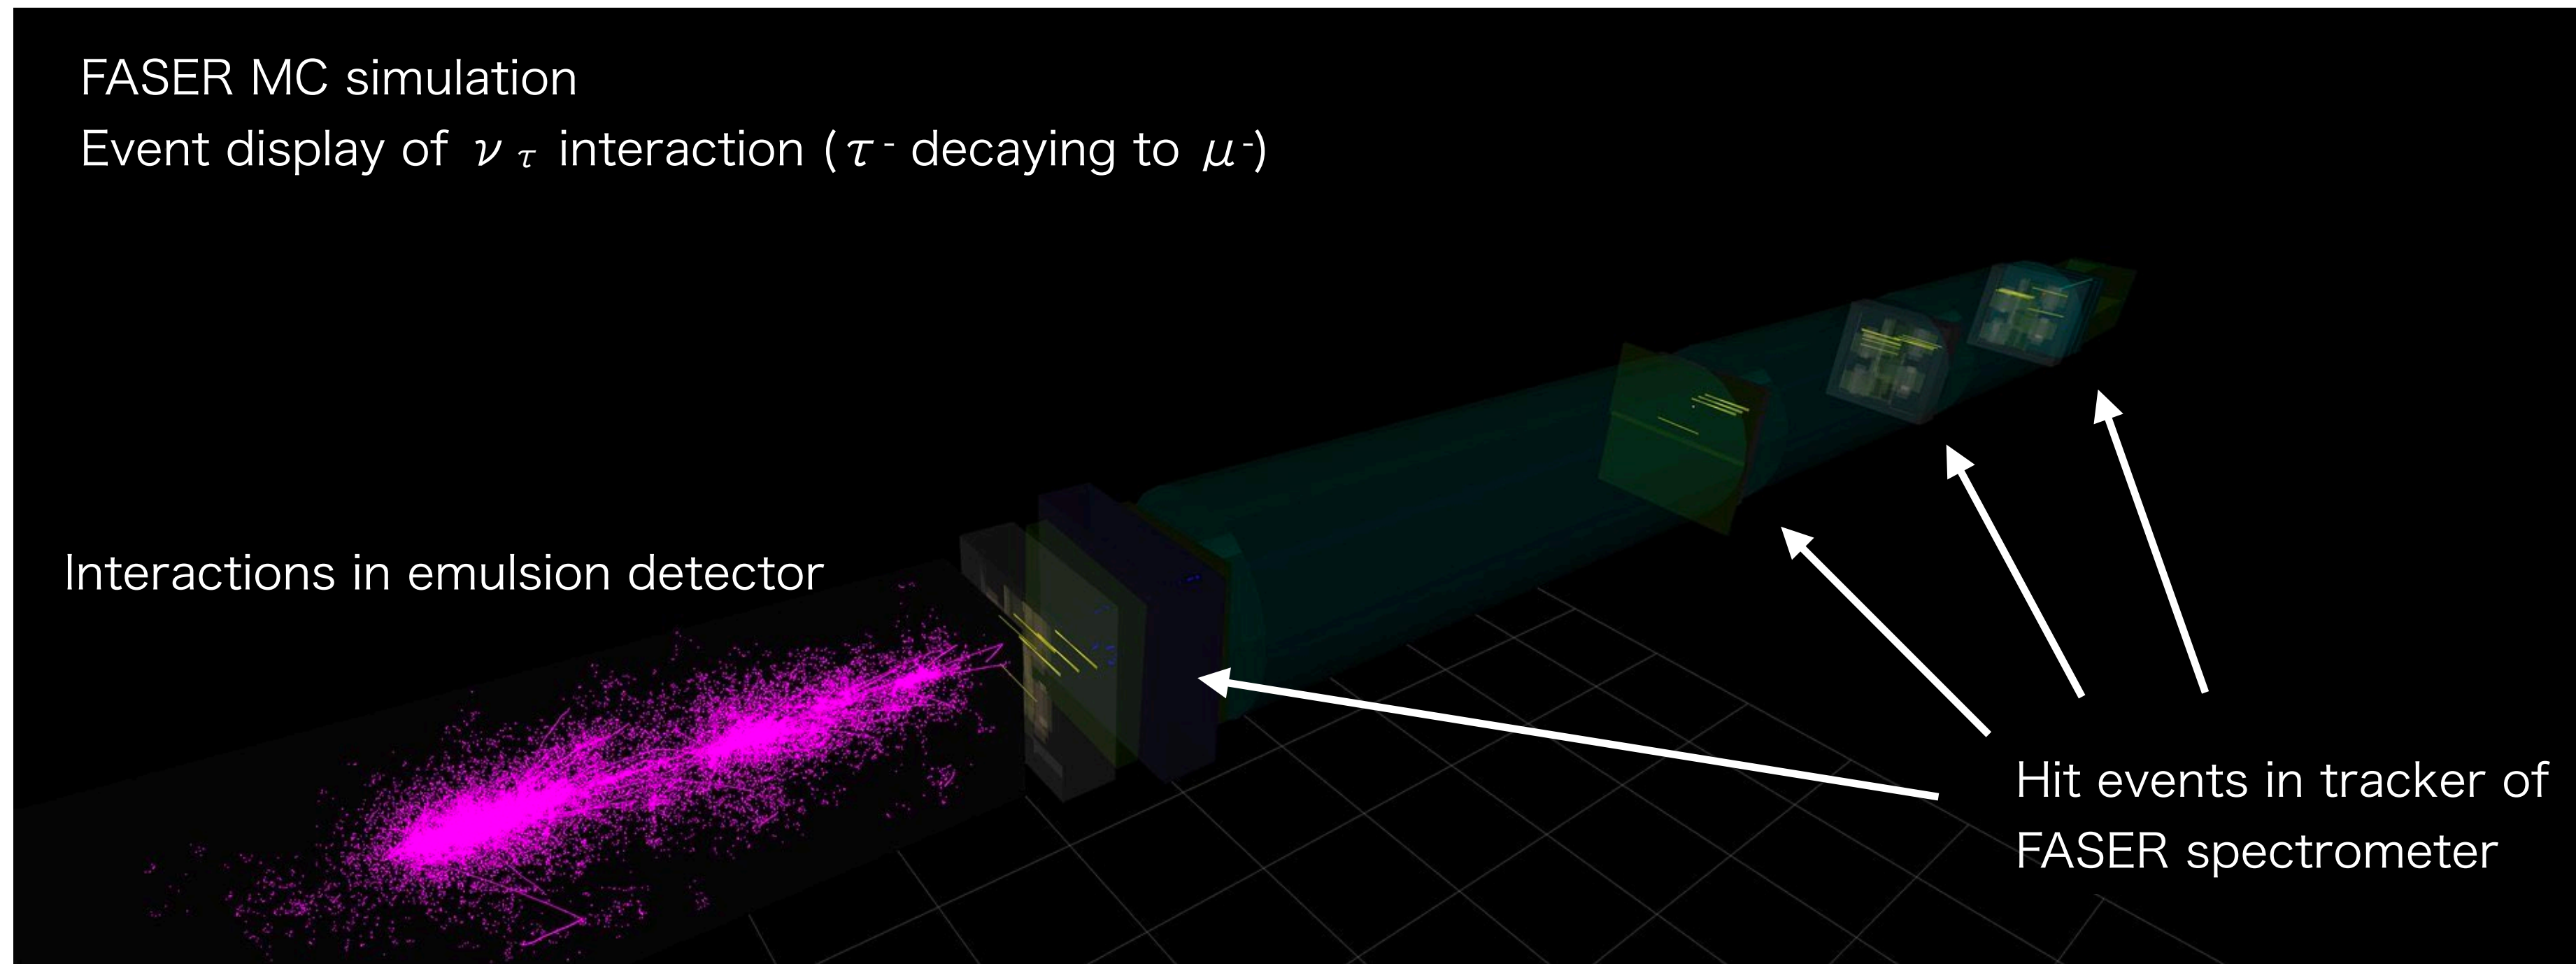 FASER MC simulation
Event display of ν τ interaction (τ - decaying to μ -)
Interactions in emulsion detector
Hit events in tracker of
FASER spectrometer